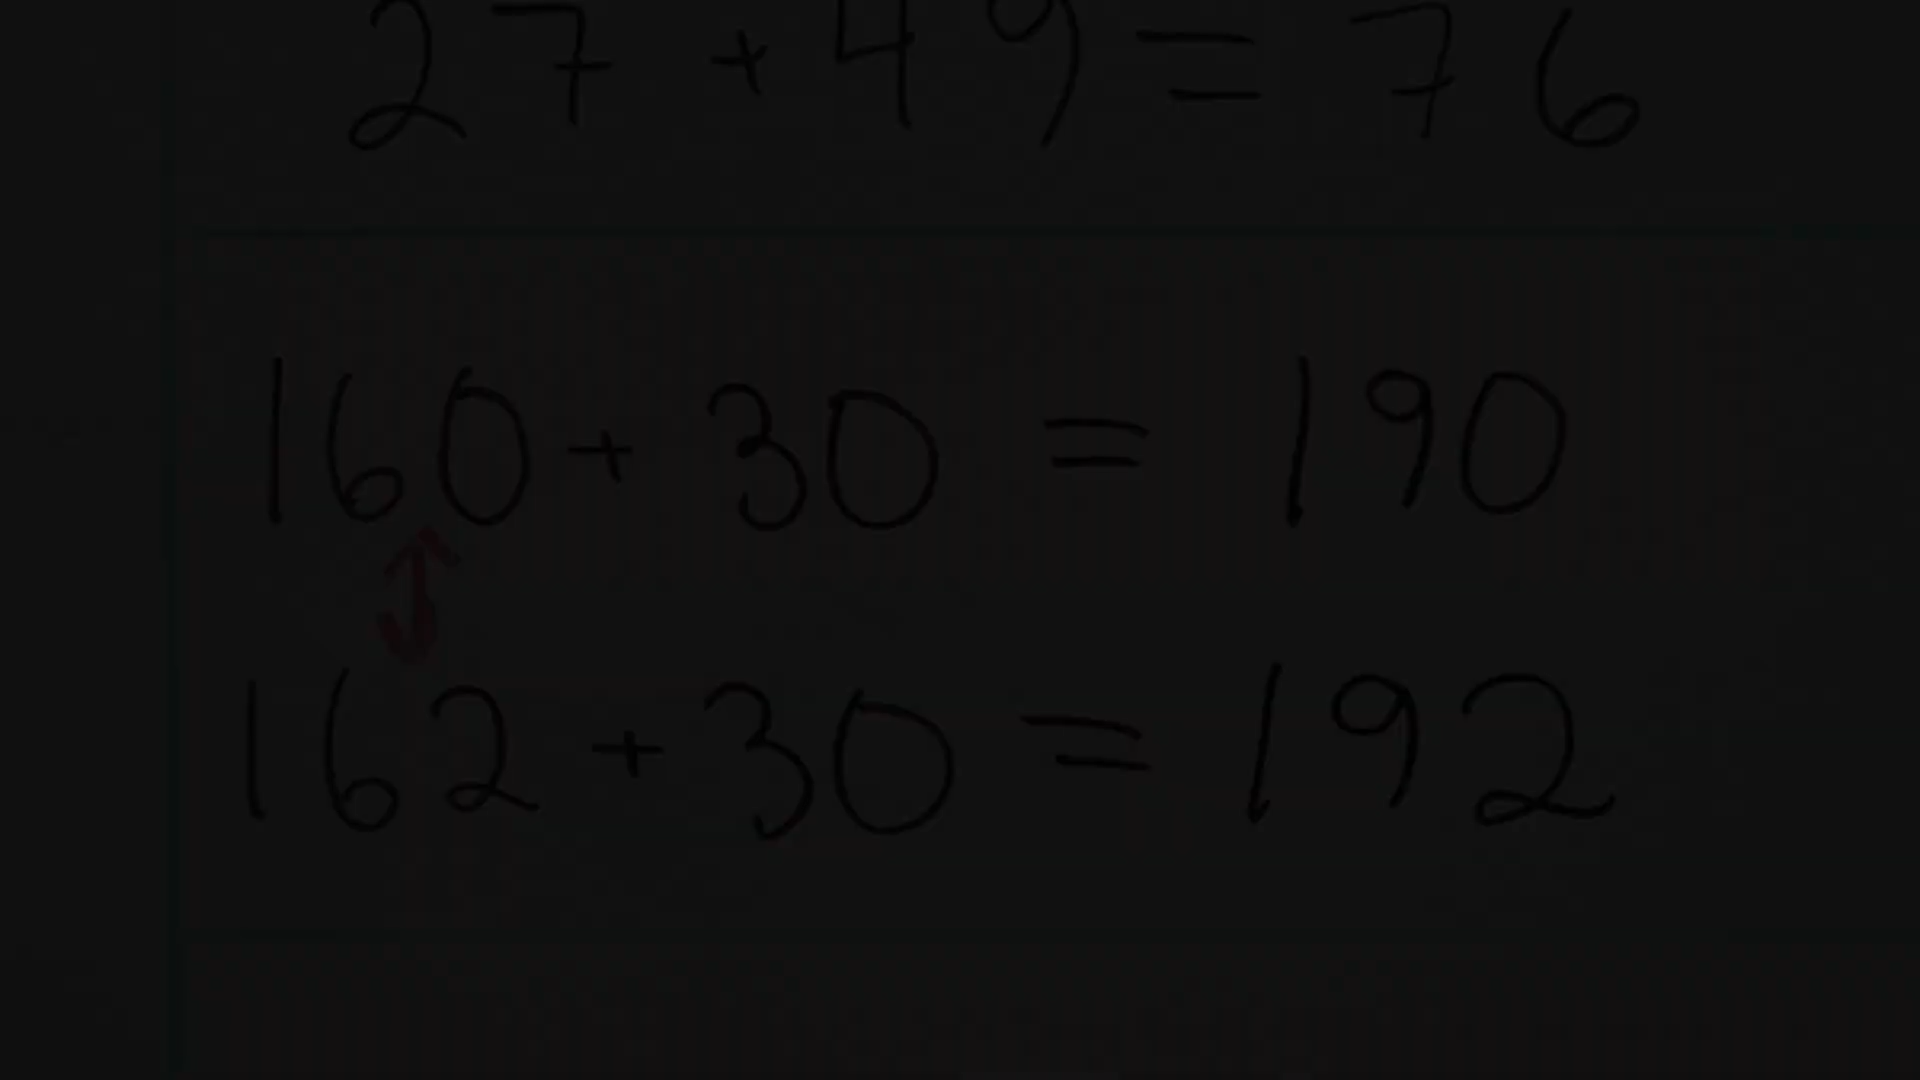 27 + 49 = 76
160 + 30 = 190
162 + 30 = 192